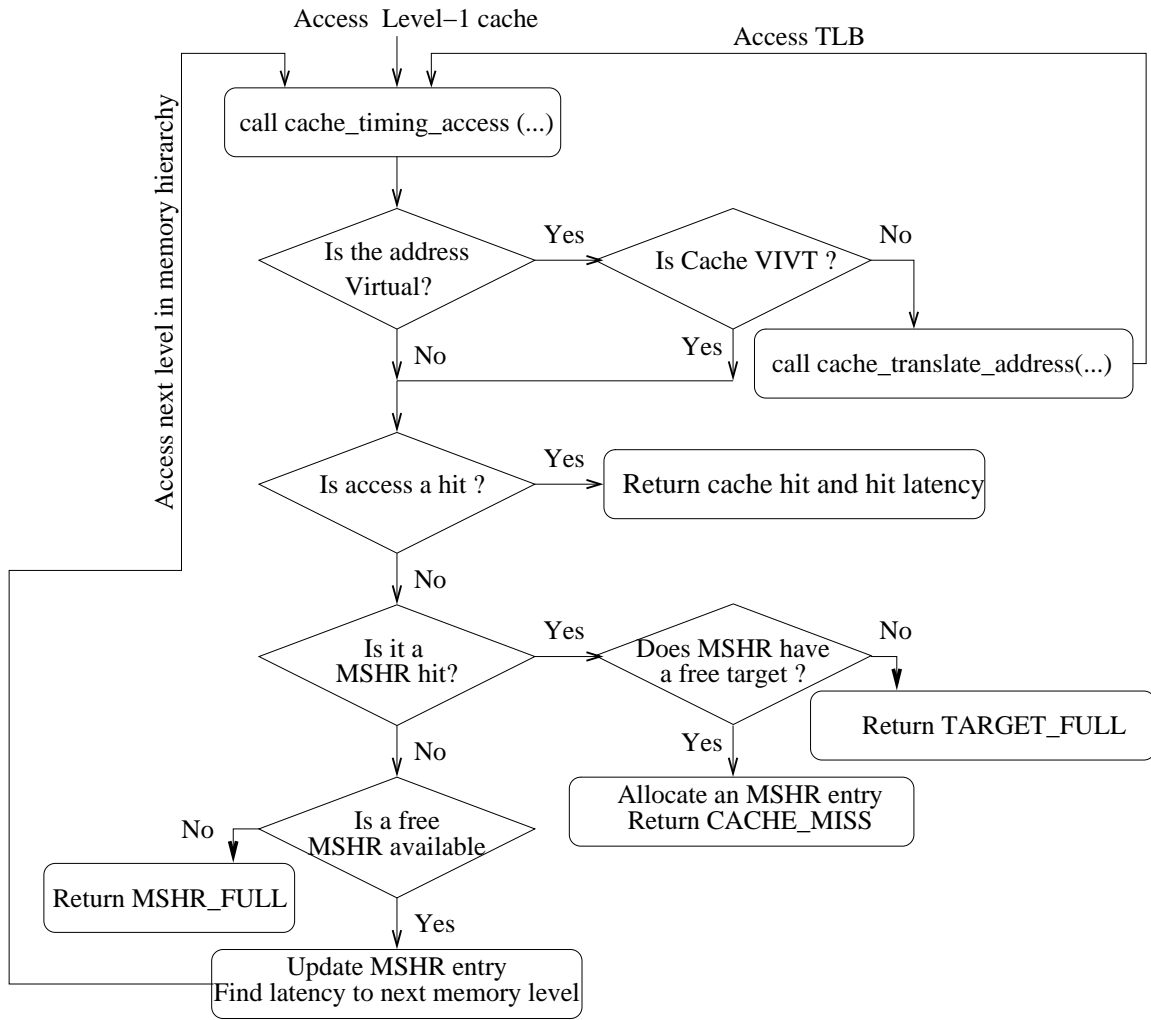 Access Level-1 cache
Access TLB
Access next level in memory hierarchy
call cache_timing_access (...)
Is the address
Virtual?
Yes
Is Cache VIVT ?
No
No
Yes
call cache_translate_address(...)
Is access a hit ?
Yes
Return cache hit and hit latency
No
Is it a
MSHR hit?
Yes
Does MSHR have
a free target ?
No
Return TARGET_FULL
No
Yes
Allocate an MSHR entry
Return CACHE_MISS
Is a free
MSHR available
No
Return MSHR_FULL
Yes
Update MSHR entry
Find latency to next memory level